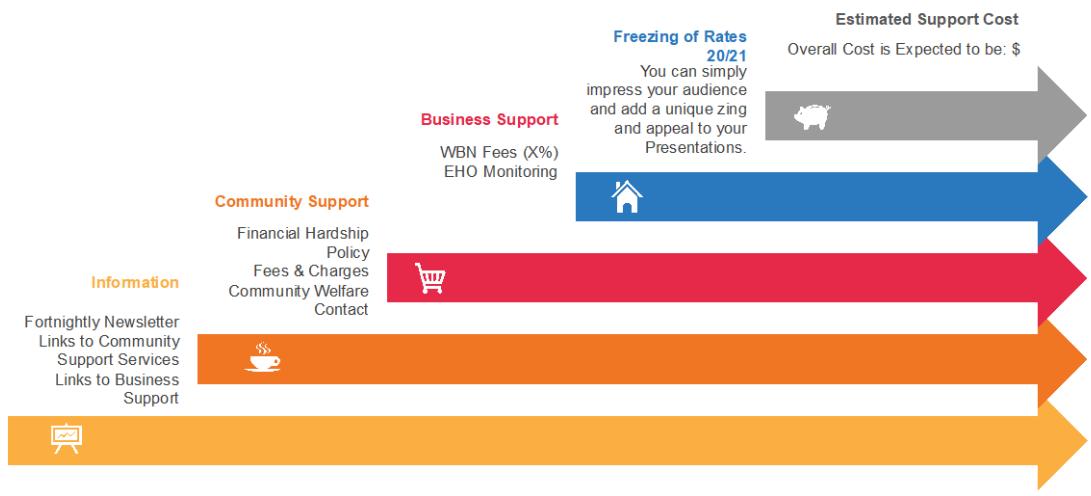 Estimated Support Cost
Overall Cost is Expected to be: $
Freezing of Rates
20/21
You can simply
impress your audience
and add a unique zing
and appeal to your
Presentations.
Business Support
WBN Fees (X%)
EHO Monitoring
Community Support
Financial Hardship
Policy
Fees & Charges
Community Welfare
Contact
Information
Fortnightly Newsletter
Links to Community
Support Services
Links to Business
Support